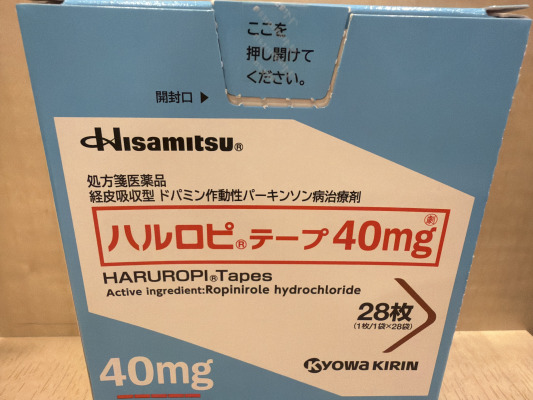 ここを
押し開けて
ください。
開封口 ▶
Hisamitsu®
処方箋医薬品
経皮吸収型 ドパミン作動性パーキンソン病治療剤
ハルロピ®テープ40mg 劇
HARUROPI®Tapes
Active ingredient:Ropinirole hydrochloride
28枚
(1枚/1袋×28袋)
40mg
Kyowa KIRIN